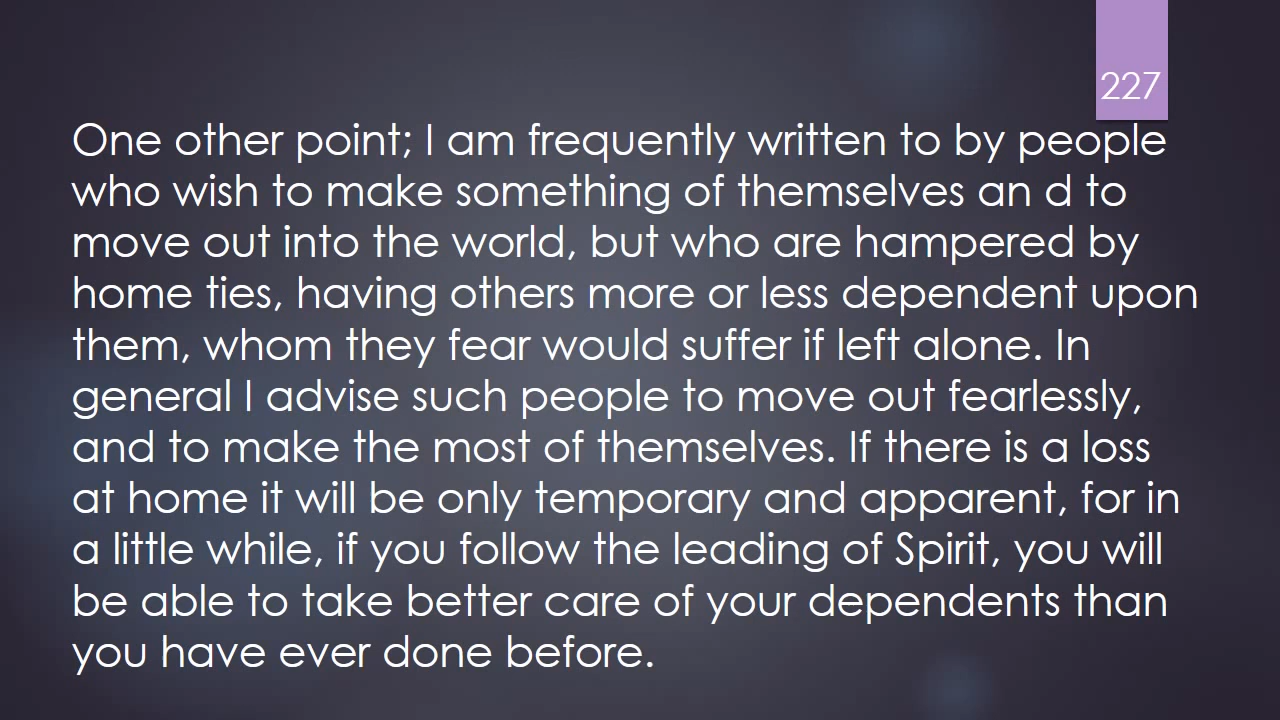 227
One other point; I am frequently written to by people
who wish to make something of themselves an d to
move out into the world, but who are hampered by
home ties, having others more or less dependent upon
them, whom they fear would suffer if left alone. In
general I advise such people to move out fearlessly,
and to make the most of themselves. If there is a loss
at home it will be only temporary and apparent, for in
a little while, if you follow the leading of Spirit, you will
be able to take better care of your dependents than
you have ever done before.